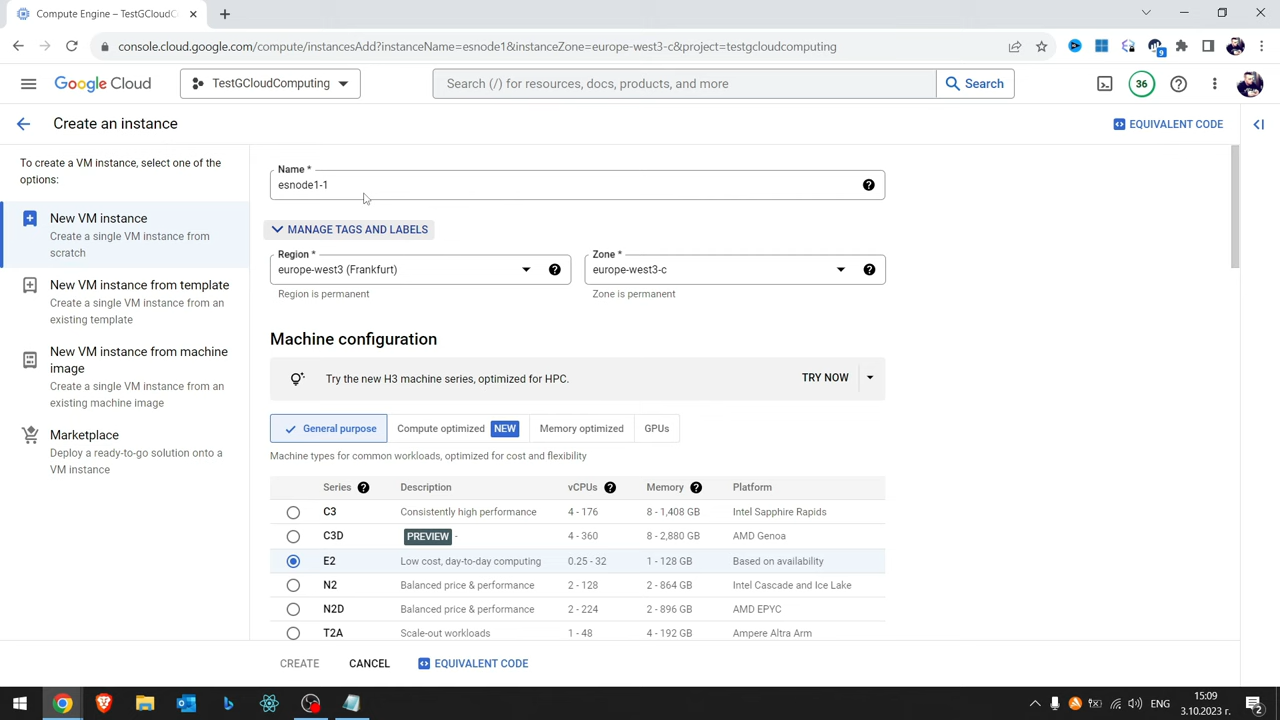 Compute Engine – TestGCloudC
console.cloud.google.com/compute/instancesAdd?instanceName=esnode1&instanceZone=europe-west3-c&project=testgcloudcomputing
9
Google Cloud
TestGCloudComputing
Search (/) for resources, docs, products, and more
Search
36
Create an instance
EQUIVALENT CODE
To create a VM instance, select one of the
options:
New VM instance
Create a single VM instance from
scratch
New VM instance from template
Create a single VM instance from an
existing template
New VM instance from machine
image
Create a single VM instance from an
existing machine image
Marketplace
Deploy a ready-to-go solution onto a
VM instance
Name *
esnode1-1
MANAGE TAGS AND LABELS
Region *
europe-west3 (Frankfurt)
Region is permanent
Zone *
europe-west3-c
Zone is permanent
Machine configuration
Try the new H3 machine series, optimized for HPC.
TRY NOW
General purpose
Compute optimized NEW
Memory optimized
GPUs
Machine types for common workloads, optimized for cost and flexibility
Series Description vCPUs Memory Platform
C3 Consistently high performance 4 - 176 8 - 1,408 GB Intel Sapphire Rapids
C3D PREVIEW - 4 - 360 8 - 2,880 GB AMD Genoa
E2 Low cost, day-to-day computing 0.25 - 32 1 - 128 GB Based on availability
N2 Balanced price & performance 2 - 128 2 - 864 GB Intel Cascade and Ice Lake
N2D Balanced price & performance 2 - 224 2 - 896 GB AMD EPYC
T2A Scale-out workloads 1 - 48 4 - 192 GB Ampere Altra Arm
CREATE
CANCEL
EQUIVALENT CODE
ENG
15:09
3.10.2023 г.
2